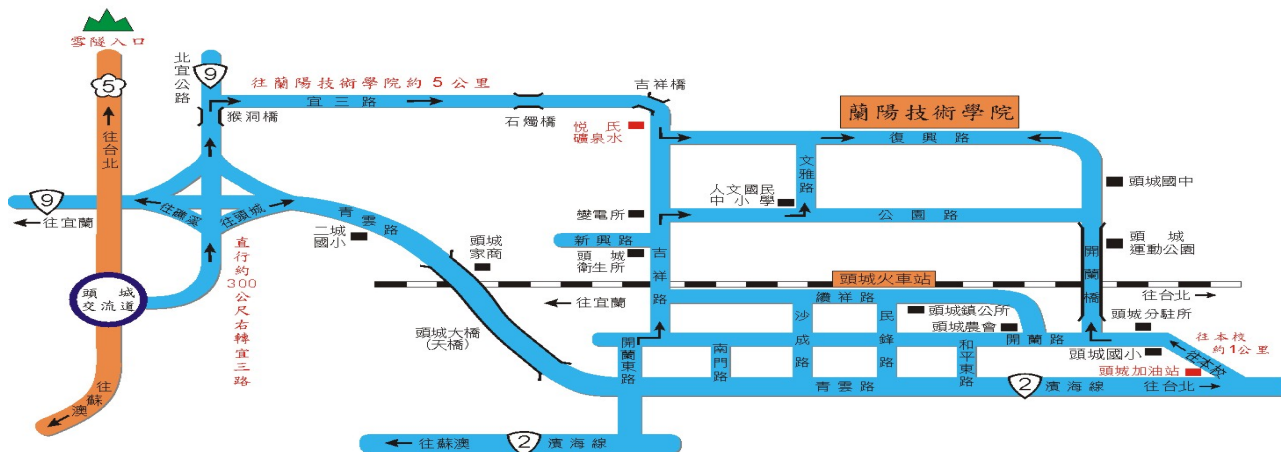 雪隧入口
5
往台北
北宜公路
9
往蘭陽技術學院約 5 公里
宜三路
猴洞橋
石燭橋
吉祥橋
悅氏
礦泉水
蘭陽技術學院
復興路
文雅路
頭城國中
人文國民
中小學
9
往宜蘭
往礁溪
往頭城
青雲路
二城
國小
頭城
家商
變電所
公園路
新興路
頭城
衛生所
吉祥路
頭城
運動公園
開蘭橋
直行約300公尺右轉宜三路
頭城
交流道
往蘇澳
往宜蘭
頭城火車站
往台北
纘祥路
頭城大橋
(天橋)
開蘭東路
南門路
沙成路
民鋒路
和平東路
頭城鎮公所
頭城農會
開蘭路
頭城分駐所
頭城國小
往本校
約1公里
往本校
頭城加油站
青雲路
2
濱海線
往台北
往蘇澳
2
濱海線